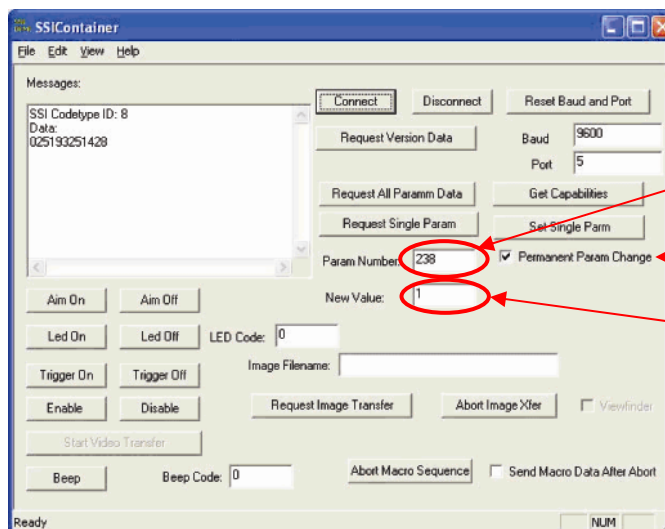 SSIContainer
File Edit View Help
Messages:
SSI Codetype ID: 8
Data:
025193251428
Connect Disconnect Reset Baud and Port
Request Version Data Baud 9600
Port 5
Request All Paramm Data Get Capabilities
Request Single Param Set Single Parm
Param Number: 238 Permanent Param Change
Aim On Aim Off New Value: 1
Led On Led Off LED Code: 0
Trigger On Trigger Off Image Filename:
Enable Disable Request Image Transfer Abort Image Xfer Viewfinder
Start Video Transfer
Beep Beep Code: 0 Abort Macro Sequence Send Macro Data After Abort
Ready NUM